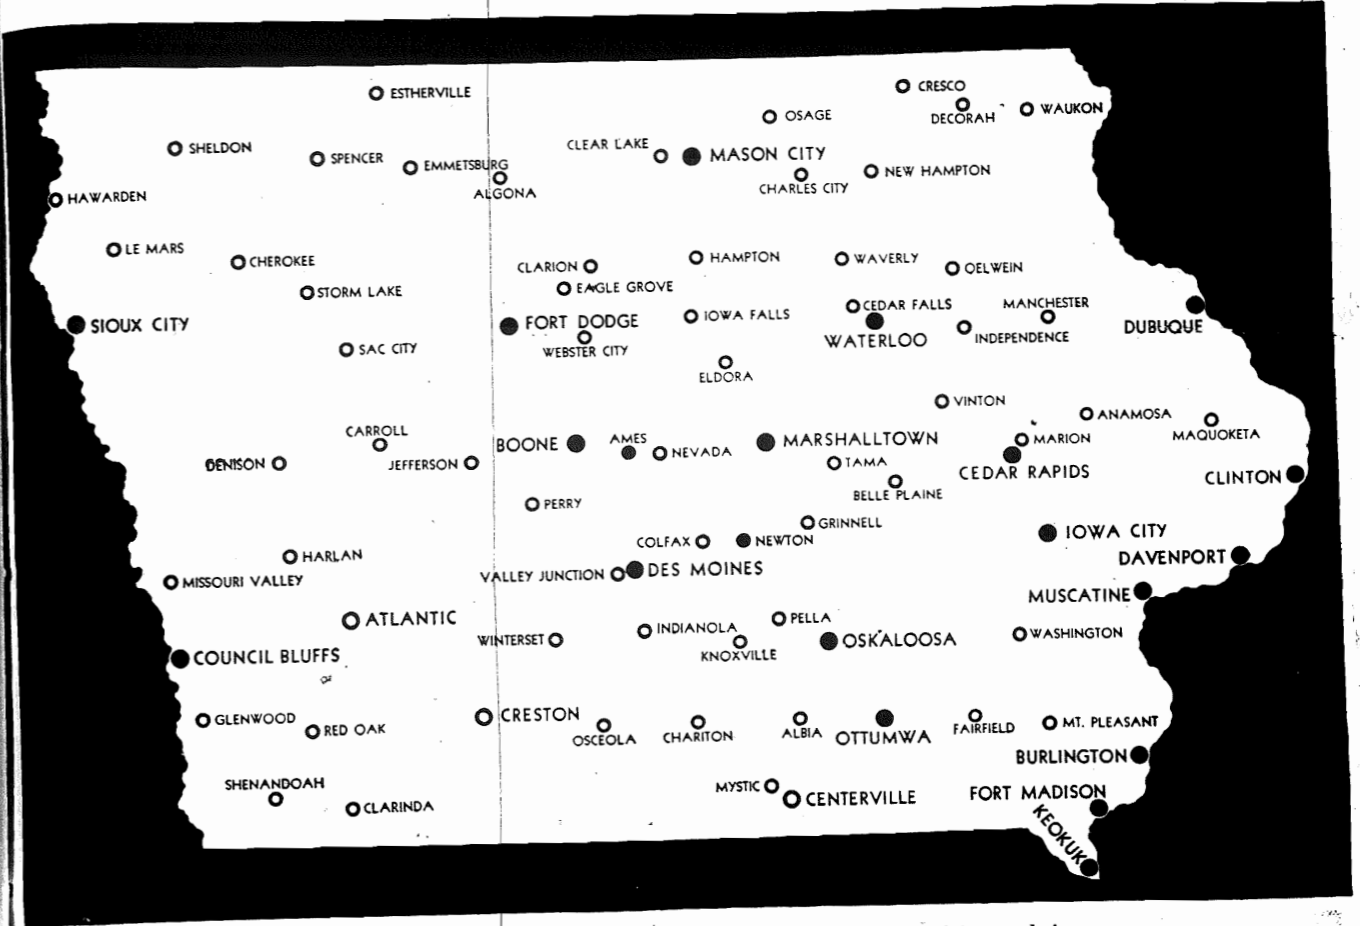 ESTHERVILLE
CRESCO
OSAGE
DECORAH
WAUKON
SHELDON
SPENCER
EMMETSBURG
CLEAR LAKE
MASON CITY
CHARLES CITY
NEW HAMPTON
ALGONA
HAWARDEN
LE MARS
CHEROKEE
CLARION
HAMPTON
WAVERLY
OELWEIN
STORM LAKE
EAGLE GROVE
CEDAR FALLS
MANCHESTER
SIOUX CITY
FORT DODGE
IOWA FALLS
WATERLOO
INDEPENDENCE
DUBUQUE
SAC CITY
WEBSTER CITY
ELDORA
VINTON
ANAMOSA
MAQUOKETA
CARROLL
BOONE
AMES
NEVADA
MARSHALLTOWN
MARION
DENISON
JEFFERSON
TAMA
CEDAR RAPIDS
CLINTON
BELLE PLAINE
PERRY
GRINNELL
IOWA CITY
COLFAX
NEWTON
HARLAN
DAVENPORT
MISSOURI VALLEY
VALLEY JUNCTION
DES MOINES
MUSCATINE
ATLANTIC
PELLA
WINTERSET
INDIANOLA
KNOXVILLE
OSKALOOSA
WASHINGTON
COUNCIL BLUFFS
GLENWOOD
RED OAK
CRESTON
OSCEOLA
CHARITON
ALBIA
OTTUMWA
FAIRFIELD
MT. PLEASANT
BURLINGTON
SHENANDOAH
CLARINDA
MYSTIC
CENTERVILLE
FORT MADISON
KEOKUK